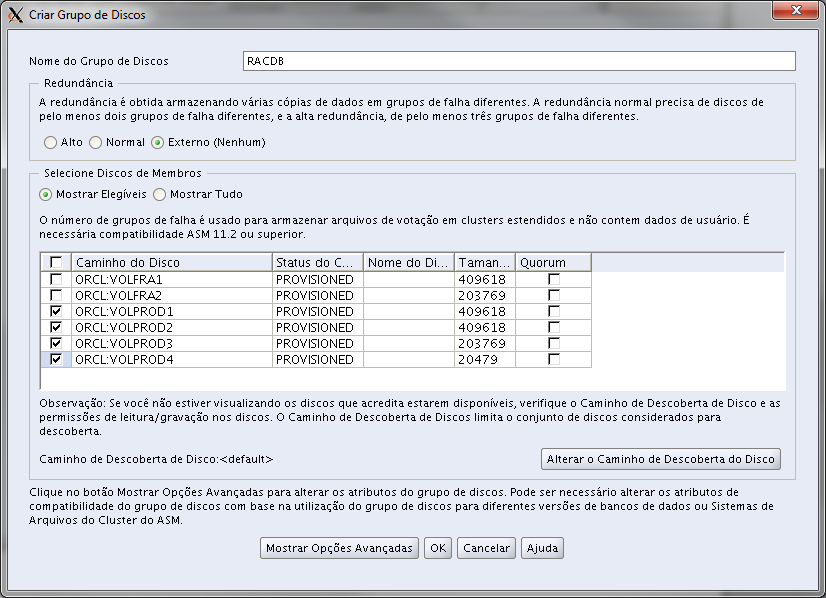 Criar Grupo de Discos
Nome do Grupo de Discos RACDB
Redundância
A redundância é obtida armazenando várias cópias de dados em grupos de falha diferentes. A redundância normal precisa de discos de
pelo menos dois grupos de falha diferentes, e a alta redundância, de pelo menos três grupos de falha diferentes.
Alto Normal Externo (Nenhum)
Selecione Discos de Membros
Mostrar Elegíveis Mostrar Tudo
O número de grupos de falha é usado para armazenar arquivos de votação em clusters estendidos e não contem dados de usuário. É
necessária compatibilidade ASM 11.2 ou superior.
Caminho do Disco Status do C... Nome do Di... Taman... Quorum
ORCL:VOLFRA1 PROVISIONED 409618
ORCL:VOLFRA2 PROVISIONED 203769
ORCL:VOLPROD1 PROVISIONED 409618
ORCL:VOLPROD2 PROVISIONED 409618
ORCL:VOLPROD3 PROVISIONED 203769
ORCL:VOLPROD4 PROVISIONED 20479
Observação: Se você não estiver visualizando os discos que acredita estarem disponíveis, verifique o Caminho de Descoberta de Disco e as
permissões de leitura/gravação nos discos. O Caminho de Descoberta de Discos limita o conjunto de discos considerados para
descoberta.
Caminho de Descoberta de Disco:<default> Alterar o Caminho de Descoberta do Disco
Clique no botão Mostrar Opções Avançadas para alterar os atributos do grupo de discos. Pode ser necessário alterar os atributos de
compatibilidade do grupo de discos com base na utilização do grupo de discos para diferentes versões de bancos de dados ou Sistemas de
Arquivos do Cluster do ASM.
Mostrar Opções Avançadas OK Cancelar Ajuda